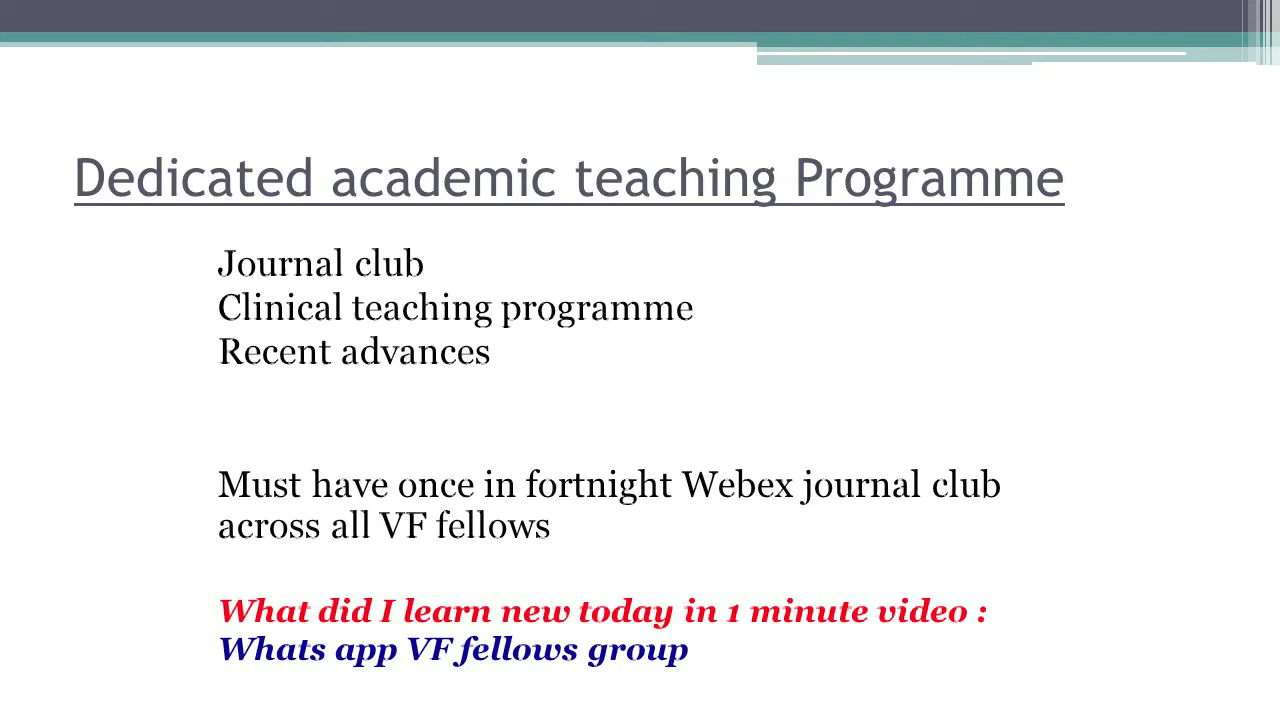 Dedicated academic teaching Programme
Journal club
Clinical teaching programme
Recent advances
Must have once in fortnight Webex journal club
across all VF fellows
What did I learn new today in 1 minute video :
Whats app VF fellows group